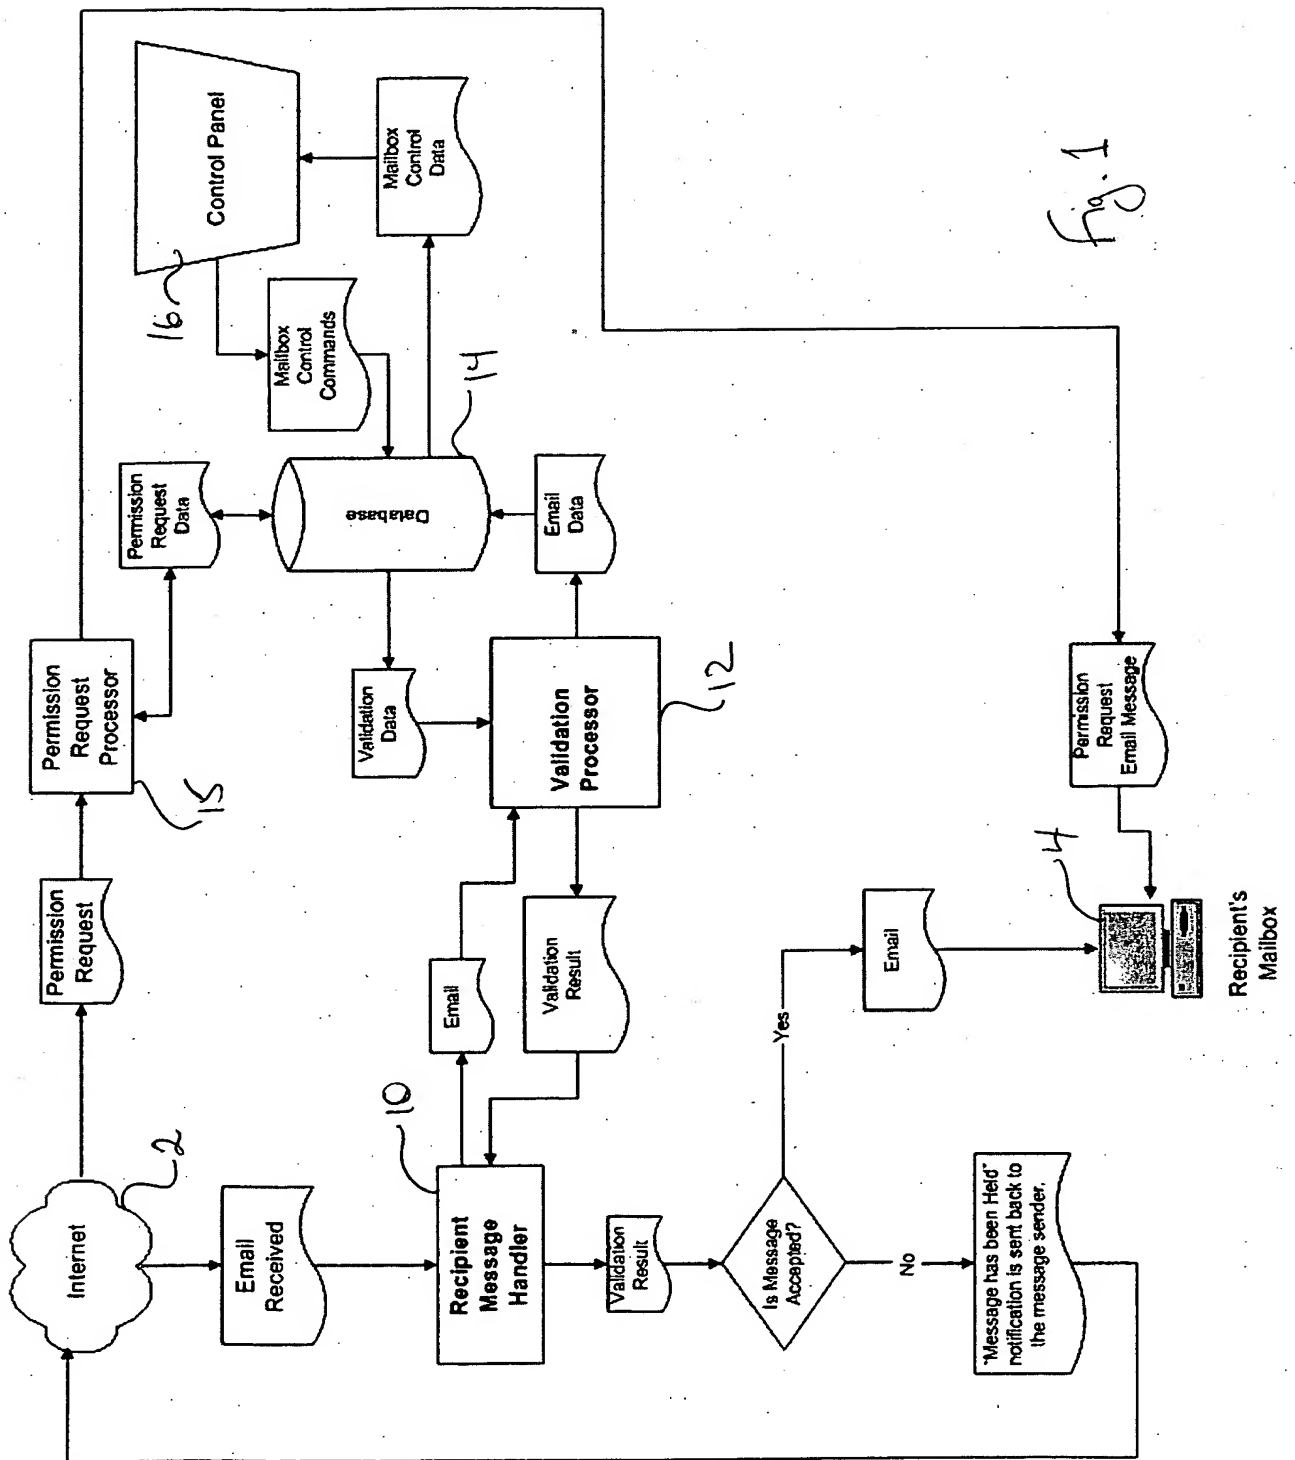 Internet
2
Permission
Request
Permission
Request
Processor
15
Permission
Request
Data
Control Panel
16
Mailbox
Control
Commands
Mailbox
Control
Data
Database
14
Email
Data
Validation
Data
Validation
Processor
12
Email
Validation
Result
Email
Received
Recipient
Message
Handler
10
Validation
Result
Is Message
Accepted?
Yes
No
Email
"Message has been Held"
notification is sent back to
the message sender.
Permission
Request
Email Message
4
Recipient's
Mailbox
Fig. 1